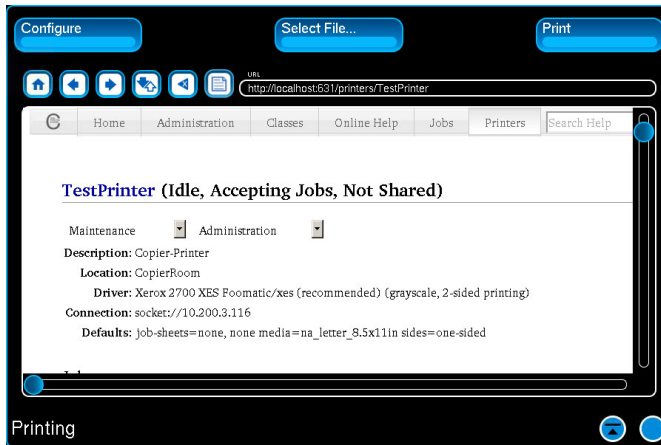 Configure
Select File...
Print
URL
http://localhost:631/printers/TestPrinter
Home Administration Classes Online Help Jobs Printers Search Help
TestPrinter (Idle, Accepting Jobs, Not Shared)
Maintenance Administration
Description: Copier-Printer
Location: CopierRoom
Driver: Xerox 2700 XES Foomatic/xes (recommended) (grayscale, 2-sided printing)
Connection: socket://10.200.3.116
Defaults: job-sheets=none, none media=na_letter_8.5x11in sides=one-sided
Printing